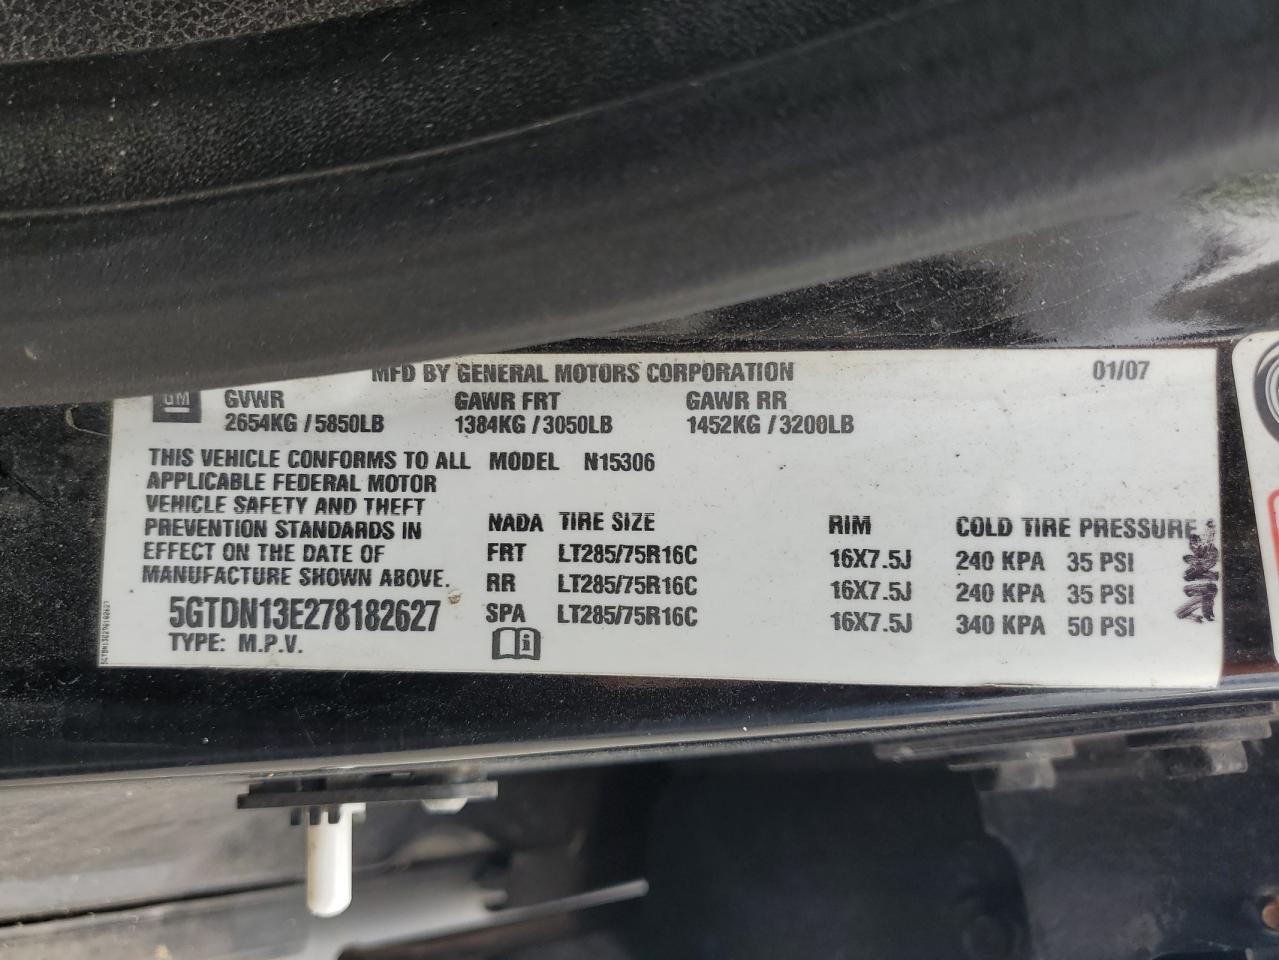 MFD BY GENERAL MOTORS CORPORATION 01/07
GM GVWR GAWR FRT GAWR RR
2654KG / 5850LB 1384KG / 3050LB 1452KG / 3200LB
THIS VEHICLE CONFORMS TO ALL MODEL N15306
APPLICABLE FEDERAL MOTOR
VEHICLE SAFETY AND THEFT
PREVENTION STANDARDS IN
EFFECT ON THE DATE OF
MANUFACTURE SHOWN ABOVE.
5GTDN13E278182627
TYPE: M.P.V.
NADA TIRE SIZE RIM COLD TIRE PRESSURE
FRT LT285/75R16C 16X7.5J 240 KPA 35 PSI
RR LT285/75R16C 16X7.5J 240 KPA 35 PSI
SPA LT285/75R16C 16X7.5J 340 KPA 50 PSI
5GTDN13E278182627